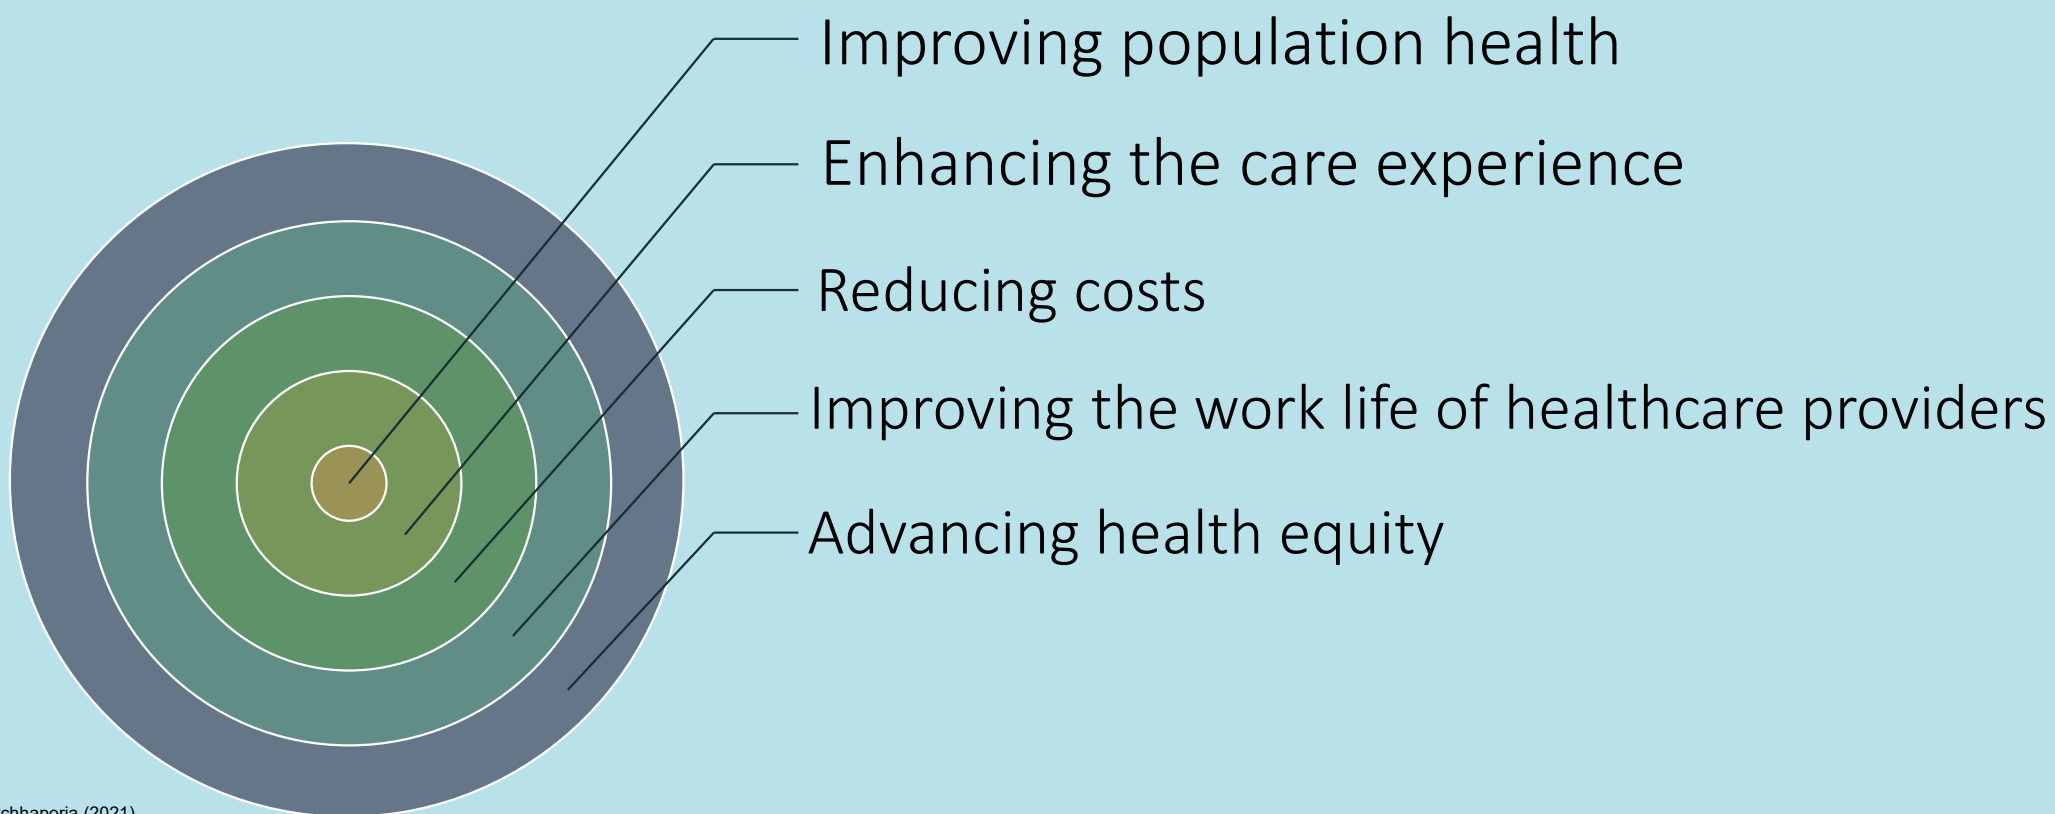 Improving population health
Enhancing the care experience
Reducing costs
Improving the work life of healthcare providers
Advancing health equity
(2021)